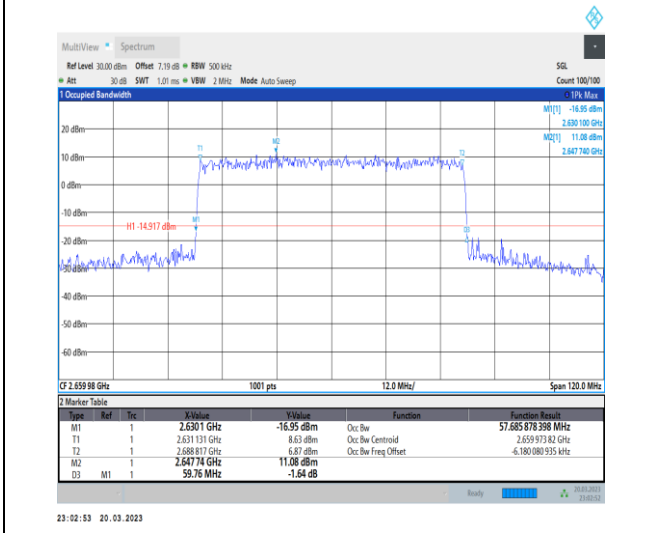 MultiView Spectrum
Ref Level 30.00 dBm Offset 7.19 dB RBW 500 kHz SGL
Att 30 dB SWT 1.01 ms VBW 2 MHz Mode Auto Sweep Count 100/100
1 Occupied Bandwidth 1Pk Max
M1[1] -16.95 dBm
2.630 100 GHz
M2[1] 11.08 dBm
2.647 740 GHz
20 dBm
T1 M2 T2
10 dBm
0 dBm
-10 dBm
M1
H1 -14.917 dBm
D3
-20 dBm
-30 dBm
-40 dBm
-50 dBm
-60 dBm
CF 2.659 98 GHz 1001 pts 12.0 MHz/ Span 120.0 MHz
2 Marker Table
Type Ref Trc X-Value Y-Value Function Function Result
M1 1 2.6301 GHz -16.95 dBm Occ Bw 57.685 878 398 MHz
T1 1 2.631 131 GHz 8.63 dBm Occ Bw Centroid 2.659 973 82 GHz
T2 1 2.688 817 GHz 6.87 dBm Occ Bw Freq Offset -6.180 080 935 kHz
M2 1 2.647 74 GHz 11.08 dBm
D3 M1 1 59.76 MHz -1.64 dB
Ready 20.03.2023
23:02:52
23:02:53 20.03.2023